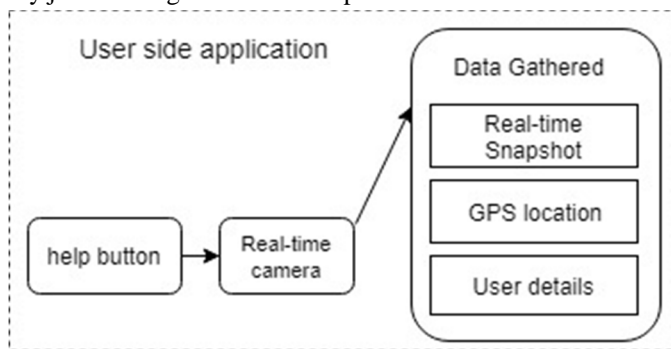 User side application
Data Gathered
Real-time
Snapshot
GPS location
User details
help button
Real-time
camera